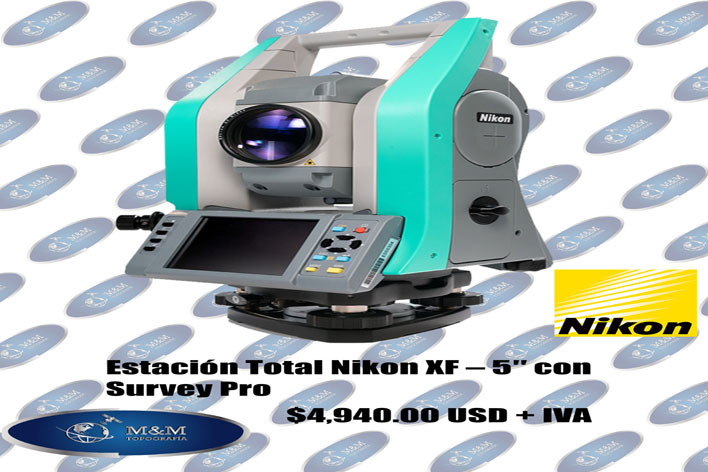 Nikon
Nikon
Estación Total Nikon XF – 5" con
Survey Pro
$4,940.00 USD + IVA
M&M
TOPOGRAFÍA